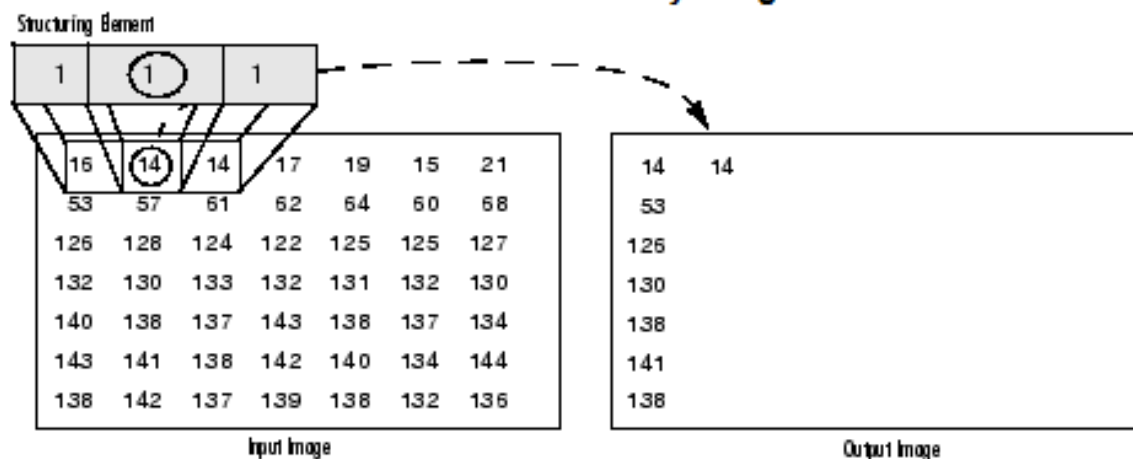 Structuring Element
1 1 1
16 14 14 17 19 15 21
53 57 61 62 64 60 68
126 128 124 122 125 125 127
132 130 133 132 131 132 130
140 138 137 143 138 137 134
143 141 138 142 140 134 144
138 142 137 139 138 132 136
Input Image
14 14
53
126
130
138
141
138
Output Image